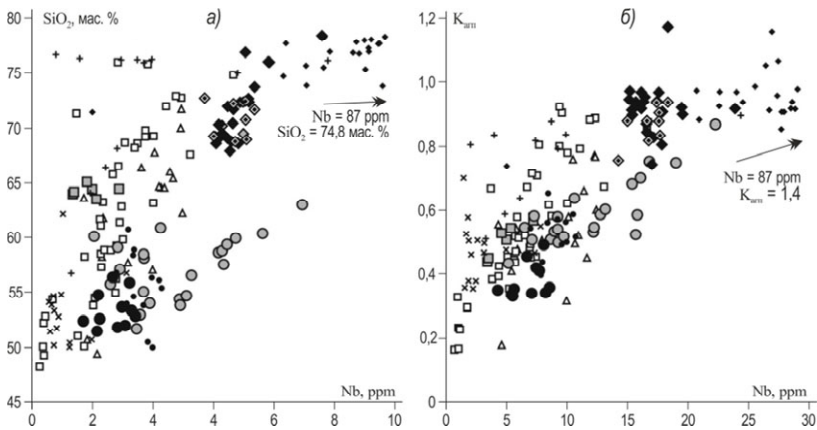 80
75
70
65
60
55
50
45
SiO₂, мас. %
а)
Nb = 87 ppm
SiO₂ = 74,8 мас. %
Nb, ppm
0
2
4
6
8
10
1,2
1,0
0,8
0,6
0,4
0,2
0
Kагп
б)
Nb = 87 ppm
Kагп = 1,4
Nb, ppm
0
5
10
15
20
25
30